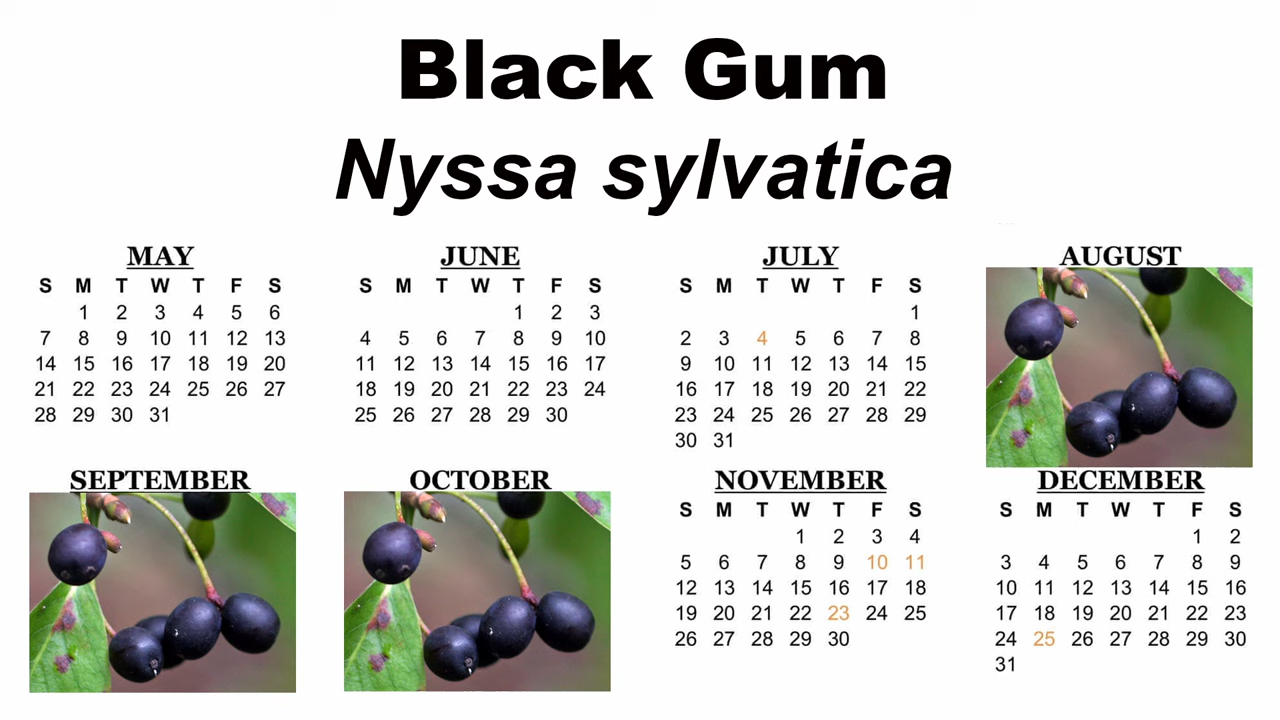 Black Gum
Nyssa sylvatica
MAY
S M T W T F S
1 2 3 4 5 6
7 8 9 10 11 12 13
14 15 16 17 18 19 20
21 22 23 24 25 26 27
28 29 30 31
JUNE
S M T W T F S
1 2 3
4 5 6 7 8 9 10
11 12 13 14 15 16 17
18 19 20 21 22 23 24
25 26 27 28 29 30
JULY
S M T W T F S
1
2 3 4 5 6 7 8
9 10 11 12 13 14 15
16 17 18 19 20 21 22
23 24 25 26 27 28 29
30 31
AUGUST
SEPTEMBER
OCTOBER
NOVEMBER
S M T W T F S
1 2 3 4
5 6 7 8 9 10 11
12 13 14 15 16 17 18
19 20 21 22 23 24 25
26 27 28 29 30
DECEMBER
S M T W T F S
1 2
3 4 5 6 7 8 9
10 11 12 13 14 15 16
17 18 19 20 21 22 23
24 25 26 27 28 29 30
31